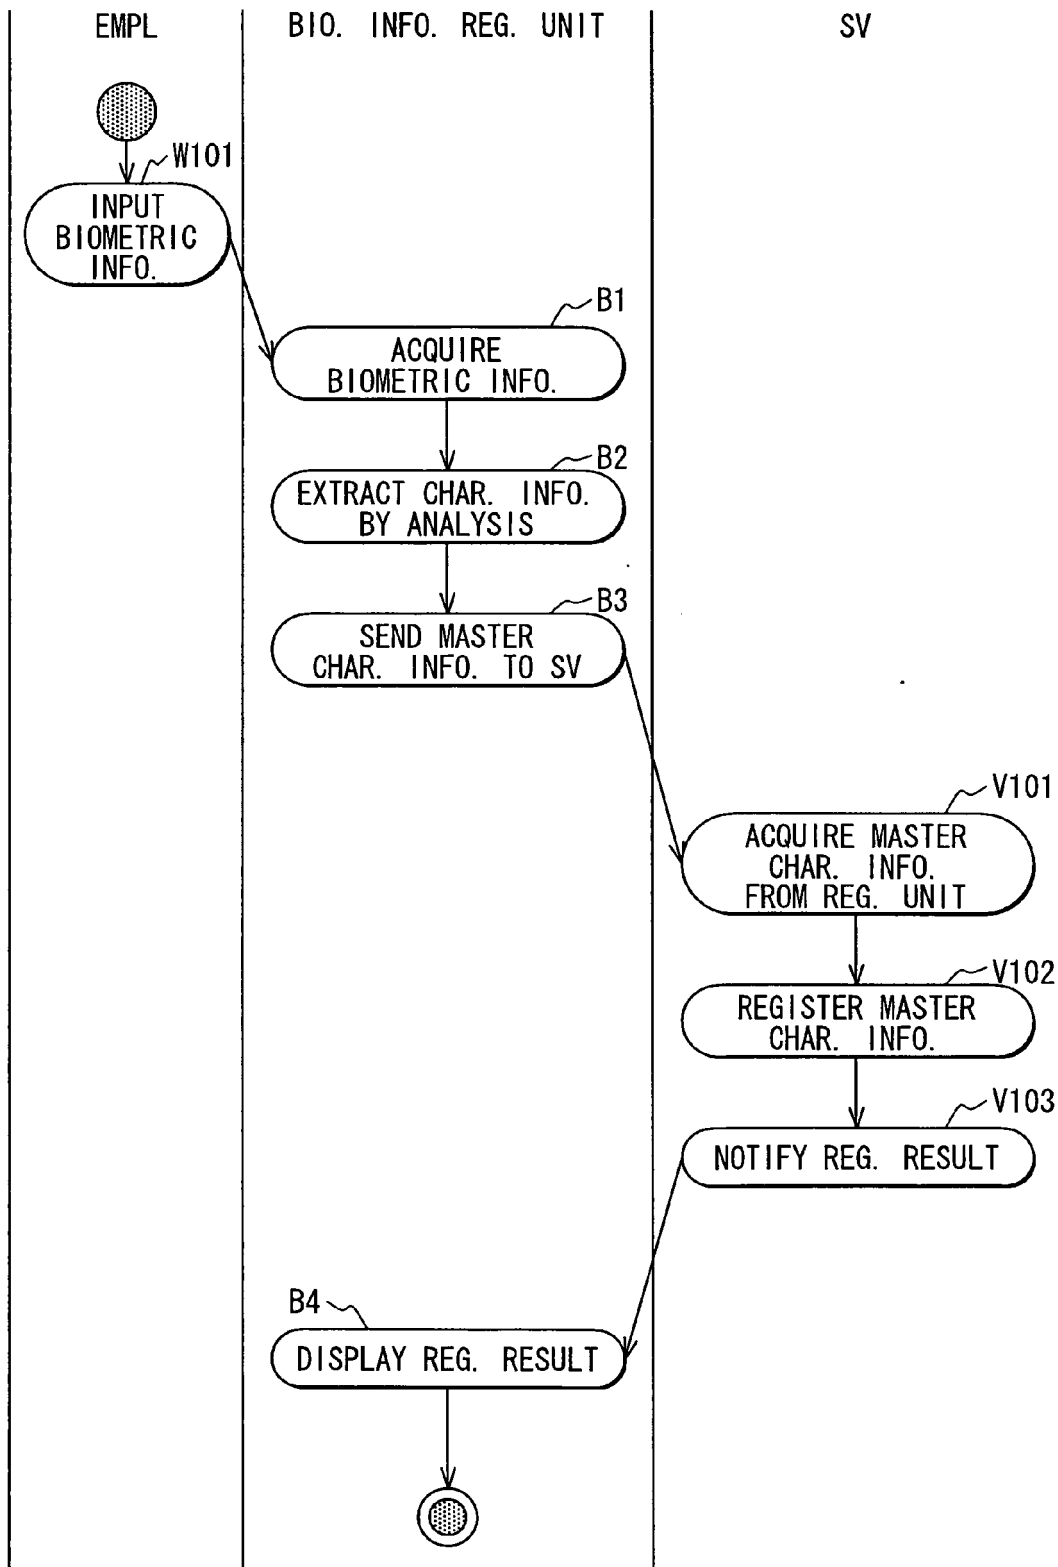 EMPL
BIO. INFO. REG. UNIT
SV
W101
INPUT
BIOMETRIC
INFO.
B1
ACQUIRE
BIOMETRIC INFO.
B2
EXTRACT CHAR. INFO.
BY ANALYSIS
B3
SEND MASTER
CHAR. INFO. TO SV
V101
ACQUIRE MASTER
CHAR. INFO.
FROM REG. UNIT
V102
REGISTER MASTER
CHAR. INFO.
V103
NOTIFY REG. RESULT
B4
DISPLAY REG. RESULT